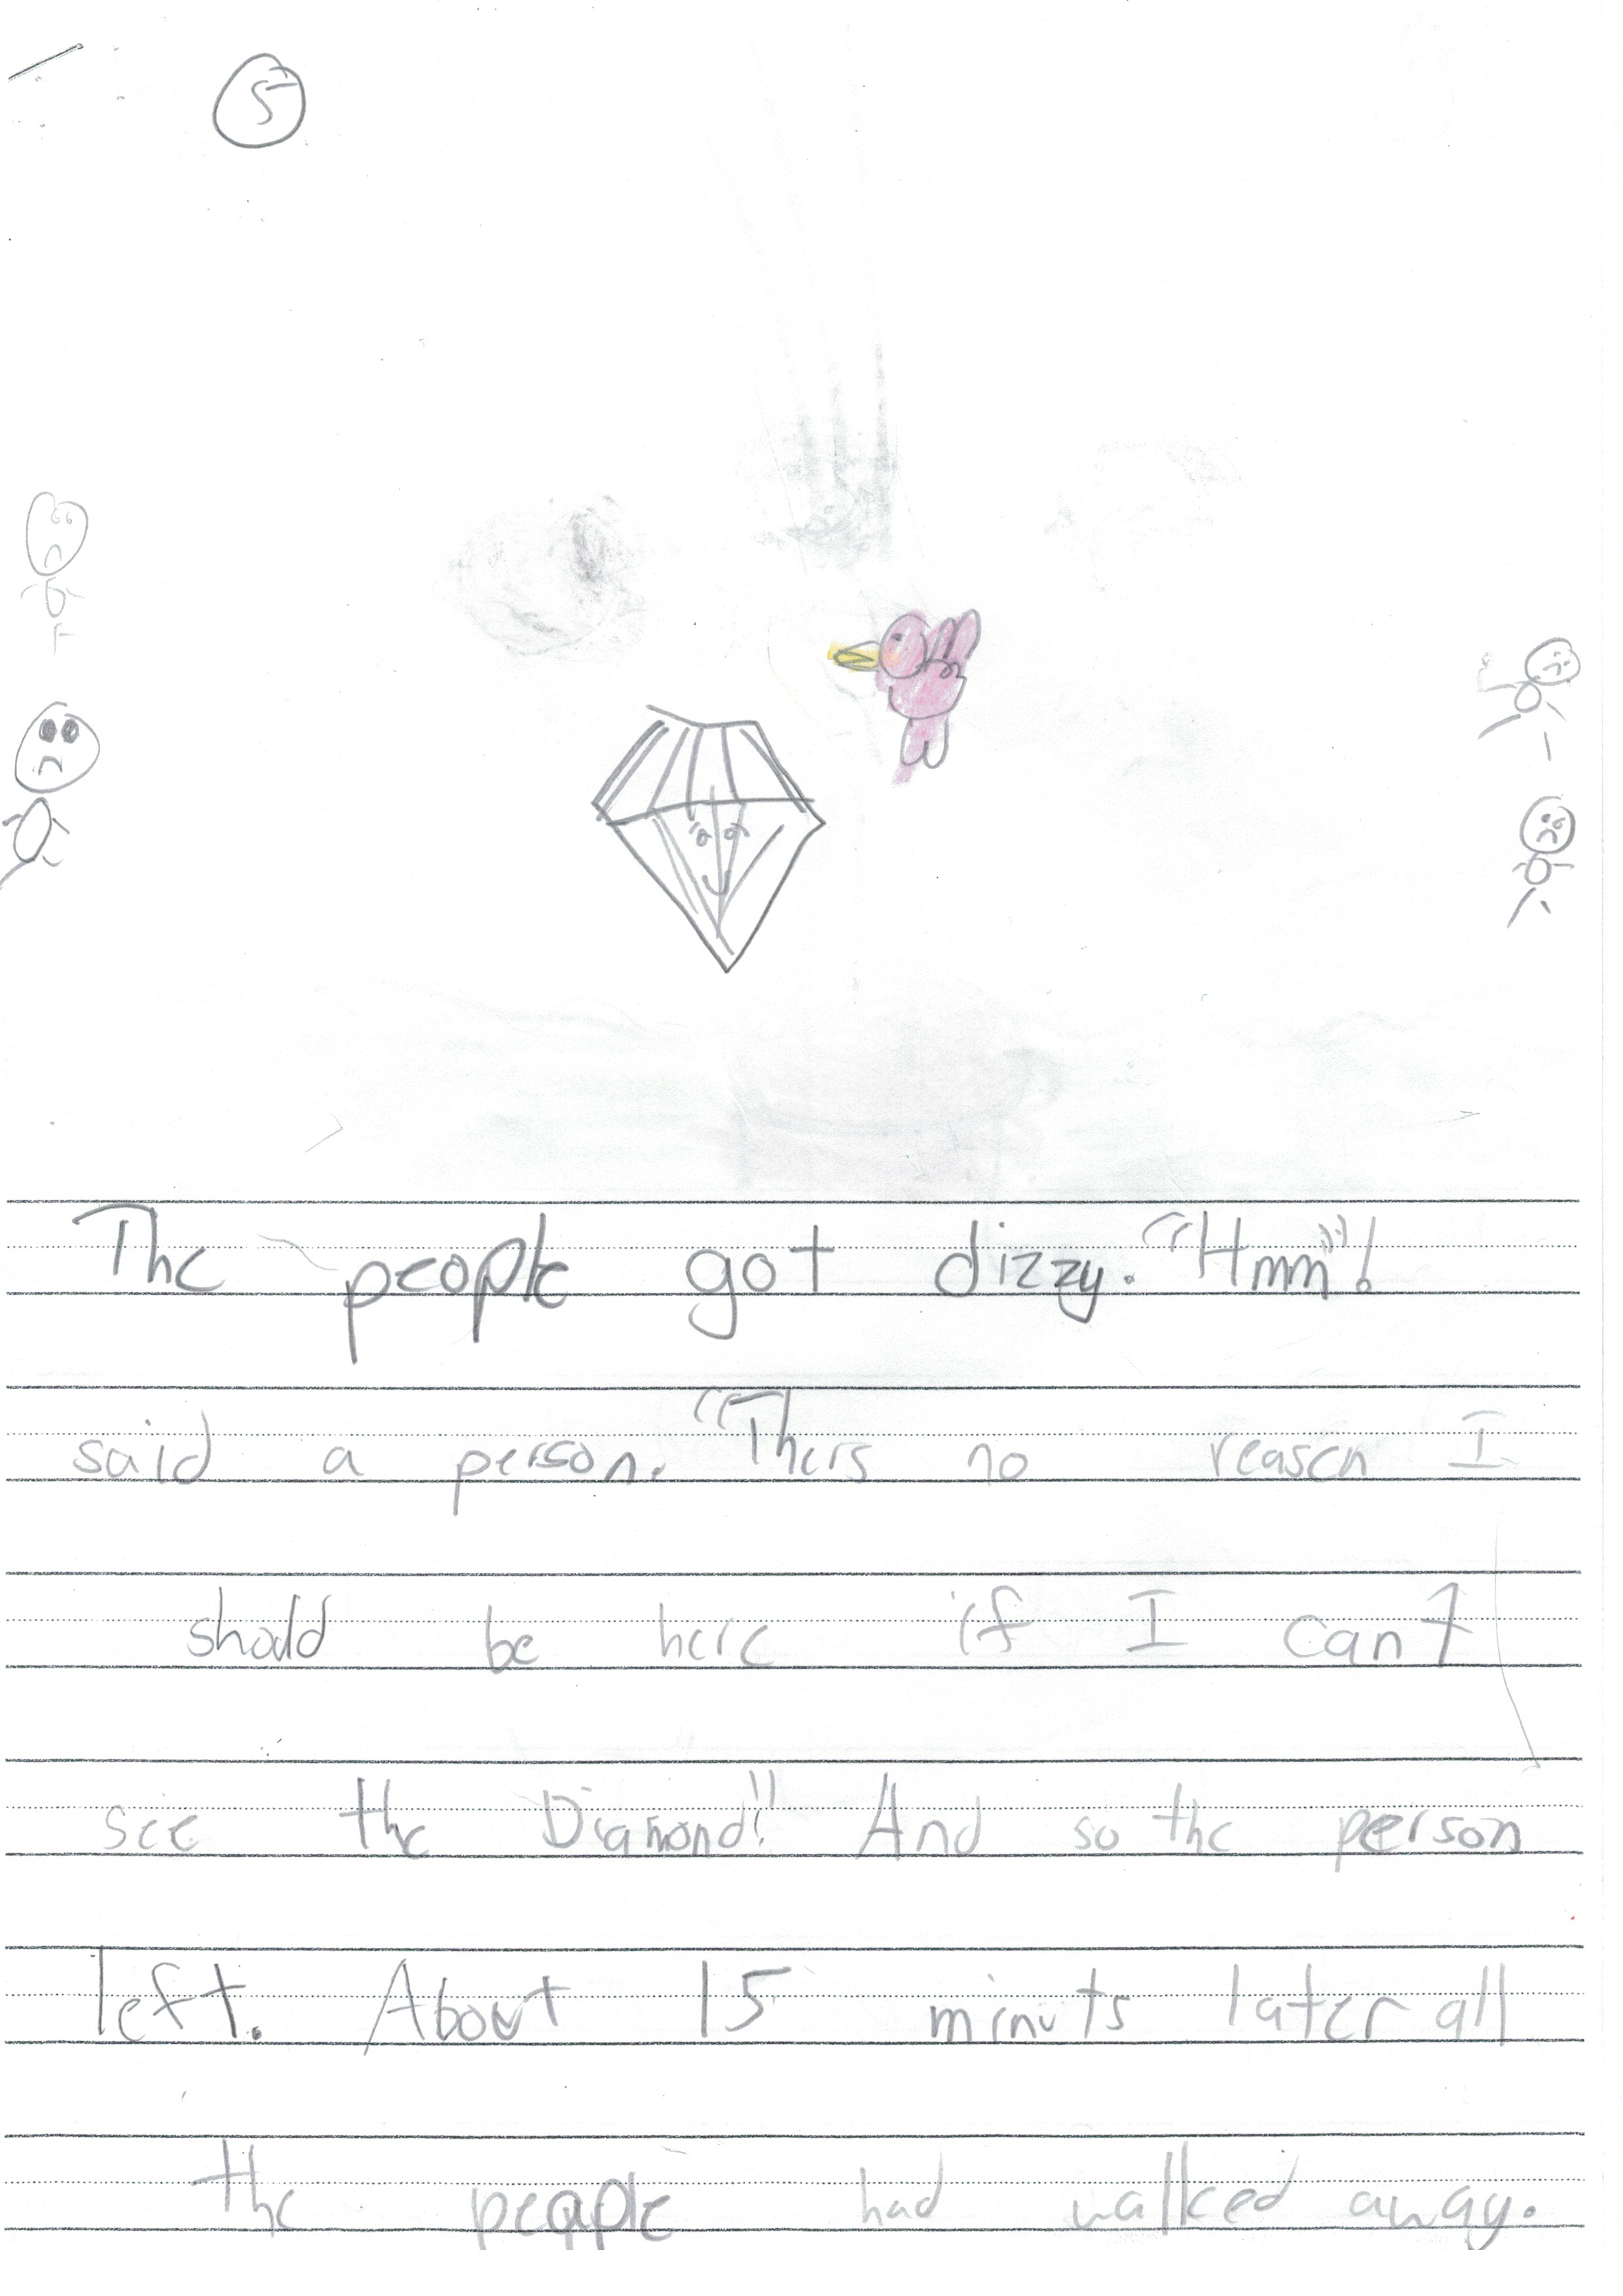 5
The people got dizzy. "Hmm"!
said a person. "Thers no reason I
should be here if I can't
see the Diamond!" And so the person
left. About 15 minuts later all
the people had walked away.